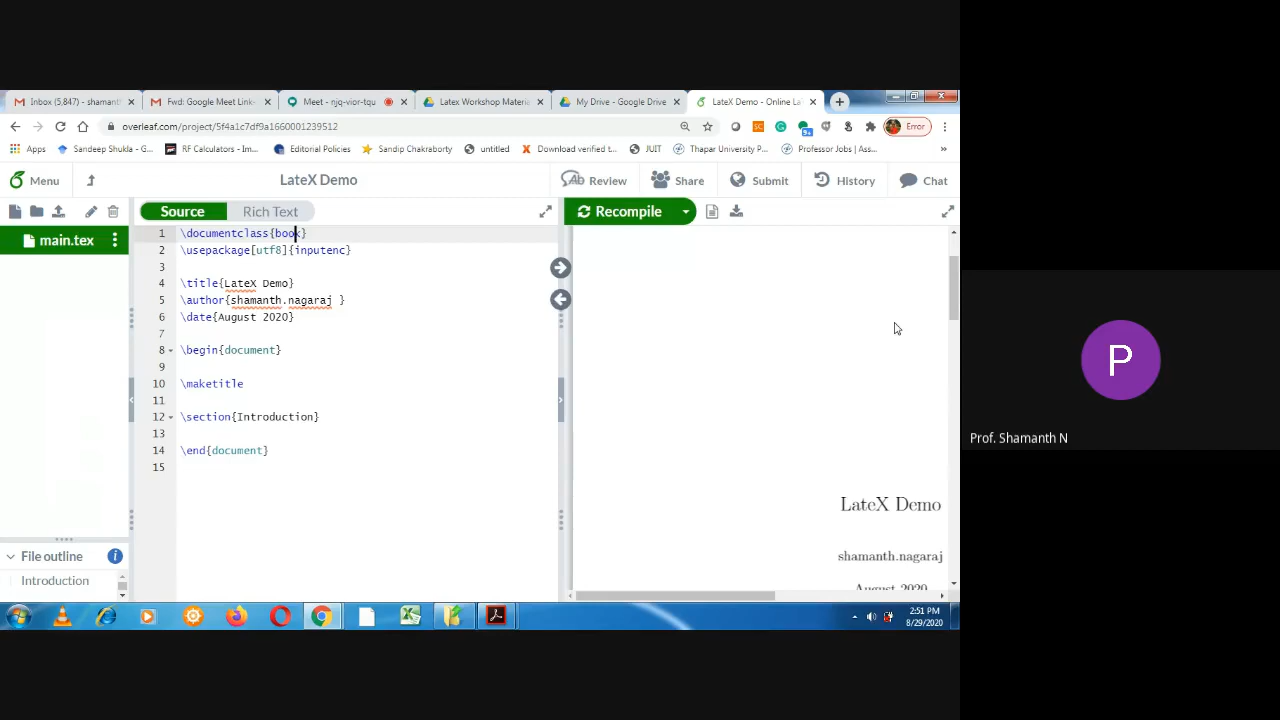 Inbox (5,847) - shamant
Fwd: Google Meet Link-
Meet - njq-vior-tqu
Latex Workshop Materia
My Drive - Google Drive
LateX Demo - Online La
overleaf.com/project/5f4a1c7df9a1660001239512
Error
Apps
Sandeep Shukla - G...
RF Calculators - Im...
Editorial Policies
Sandip Chakraborty
untitled
Download verified t...
JUIT
Thapar University P...
Professor Jobs | Ass...
»
Menu
LateX Demo
Review
Share
Submit
History
Chat
Source
Rich Text
Recompile
main.tex
1 \documentclass{book}
2 \usepackage[utf8]{inputenc}
3
4 \title{LateX Demo}
5 \author{shamanth.nagaraj }
6 \date{August 2020}
7
8 \begin{document}
9
10 \maketitle
11
12 \section{Introduction}
13
14 \end{document}
15
File outline
Introduction
LateX Demo
shamanth.nagaraj
August 2020
P
Prof. Shamanth N
2:51 PM
8/29/2020